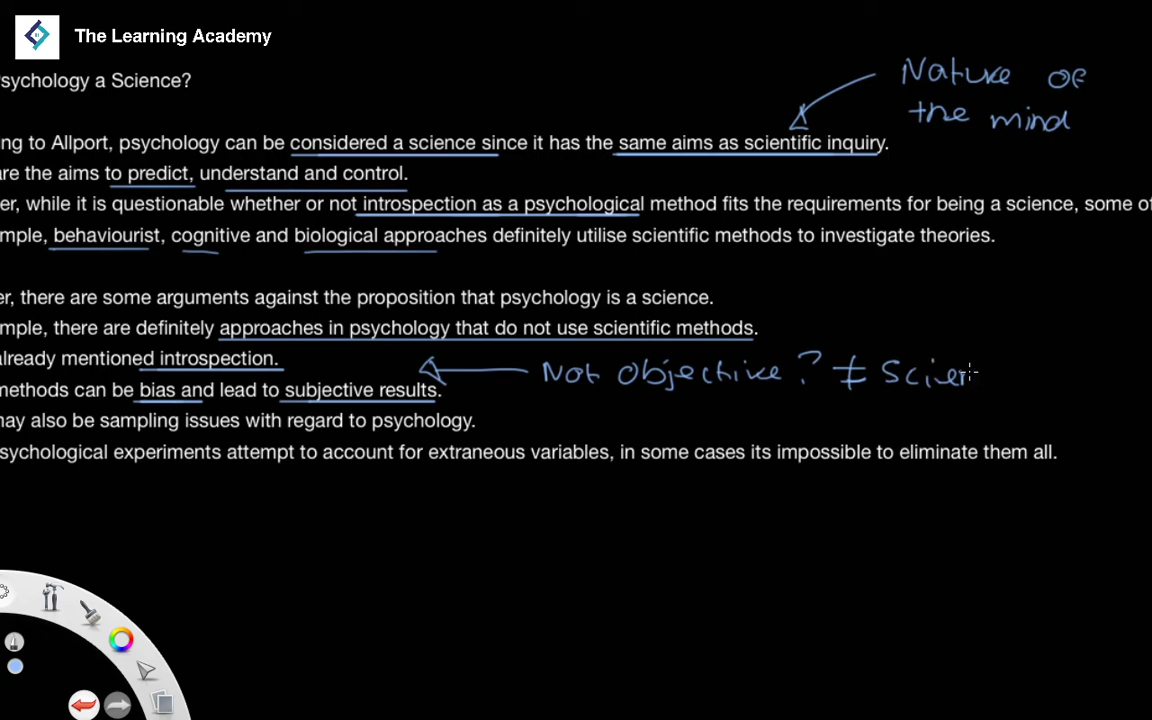 The Learning Academy
sychology a Science?
Nature of
the mind
ing to Allport, psychology can be considered a science since it has the same aims as scientific inquiry.
are the aims to predict, understand and control.
er, while it is questionable whether or not introspection as a psychological method fits the requirements for being a science, some of
mple, behaviourist, cognitive and biological approaches definitely utilise scientific methods to investigate theories.
er, there are some arguments against the proposition that psychology is a science.
mple, there are definitely approaches in psychology that do not use scientific methods.
already mentioned introspection.
Not Objective? ≠ Scien
methods can be bias and lead to subjective results.
may also be sampling issues with regard to psychology.
sychological experiments attempt to account for extraneous variables, in some cases its impossible to eliminate them all.